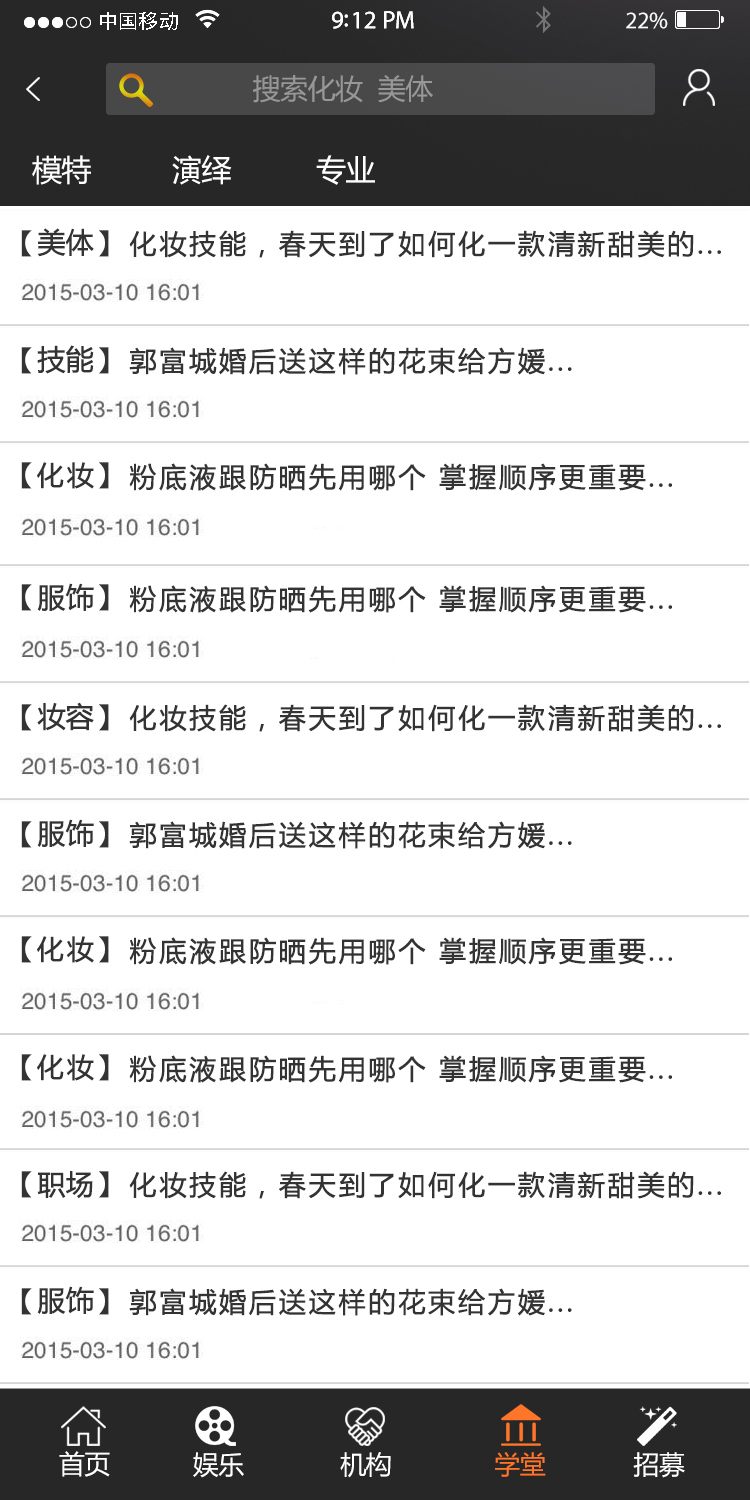 中国移动 9:12 PM 22%
搜索化妆 美体
模特 演绎 专业
【美体】化妆技能，春天到了如何化一款清新甜美的...
2015-03-10 16:01
【技能】郭富城婚后送这样的花束给方媛...
2015-03-10 16:01
【化妆】粉底液跟防晒先用哪个 掌握顺序更重要...
2015-03-10 16:01
【服饰】粉底液跟防晒先用哪个 掌握顺序更重要...
2015-03-10 16:01
【妆容】化妆技能，春天到了如何化一款清新甜美的...
2015-03-10 16:01
【服饰】郭富城婚后送这样的花束给方媛...
2015-03-10 16:01
【化妆】粉底液跟防晒先用哪个 掌握顺序更重要...
2015-03-10 16:01
【化妆】粉底液跟防晒先用哪个 掌握顺序更重要...
2015-03-10 16:01
【职场】化妆技能，春天到了如何化一款清新甜美的...
2015-03-10 16:01
【服饰】郭富城婚后送这样的花束给方媛...
2015-03-10 16:01
首页 娱乐 机构 学堂 招募